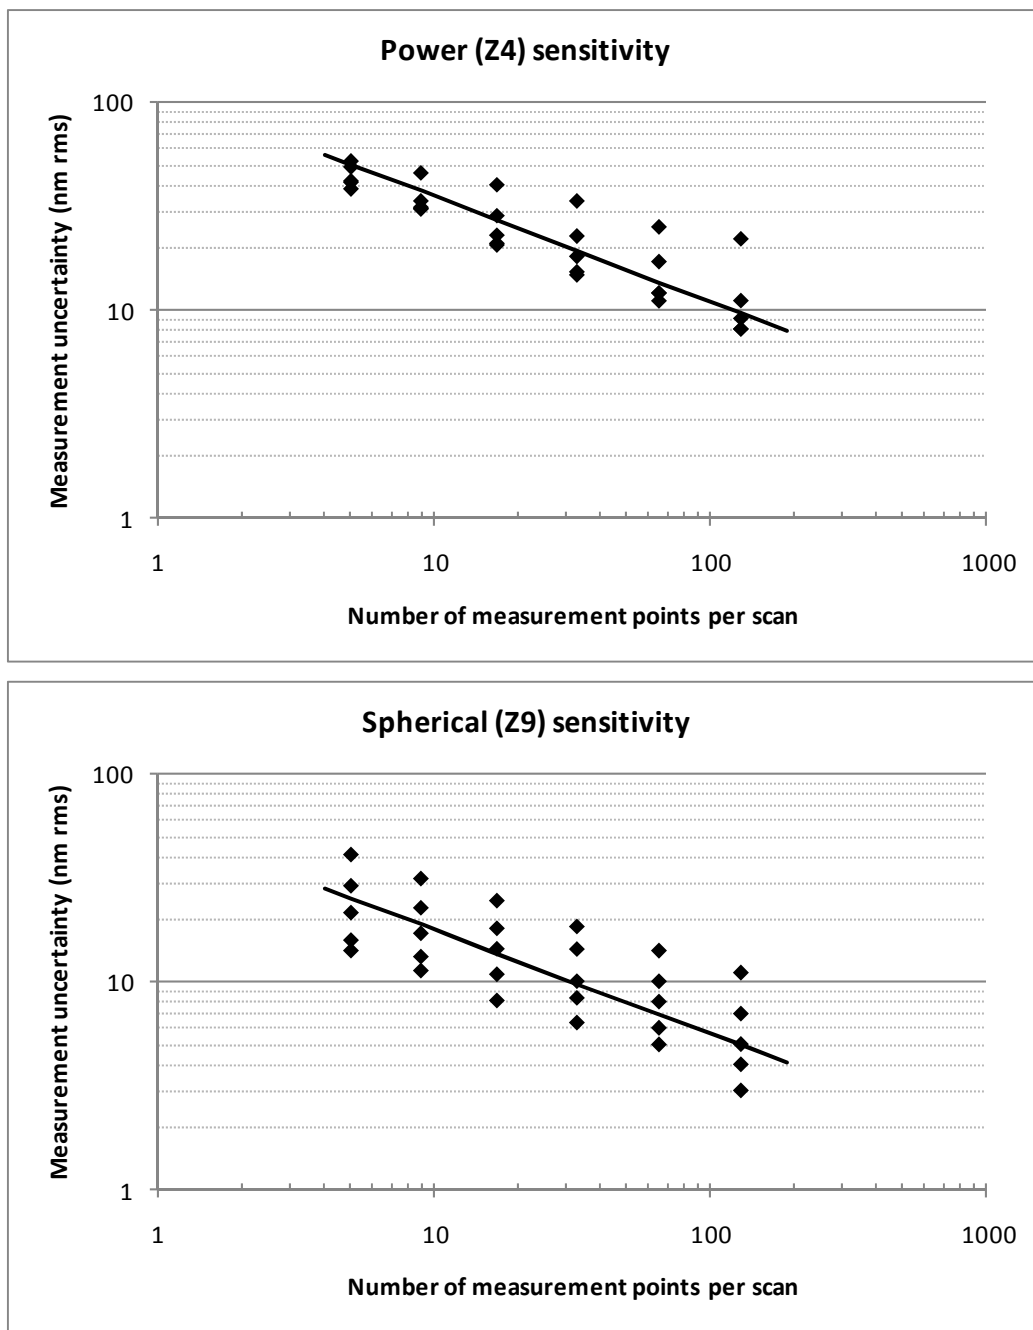 Power (Z4) sensitivity
Measurement uncertainty (nm rms)
100
10
1
1 10 100 1000
Number of measurement points per scan
Spherical (Z9) sensitivity
Measurement uncertainty (nm rms)
100
10
1
1 10 100 1000
Number of measurement points per scan